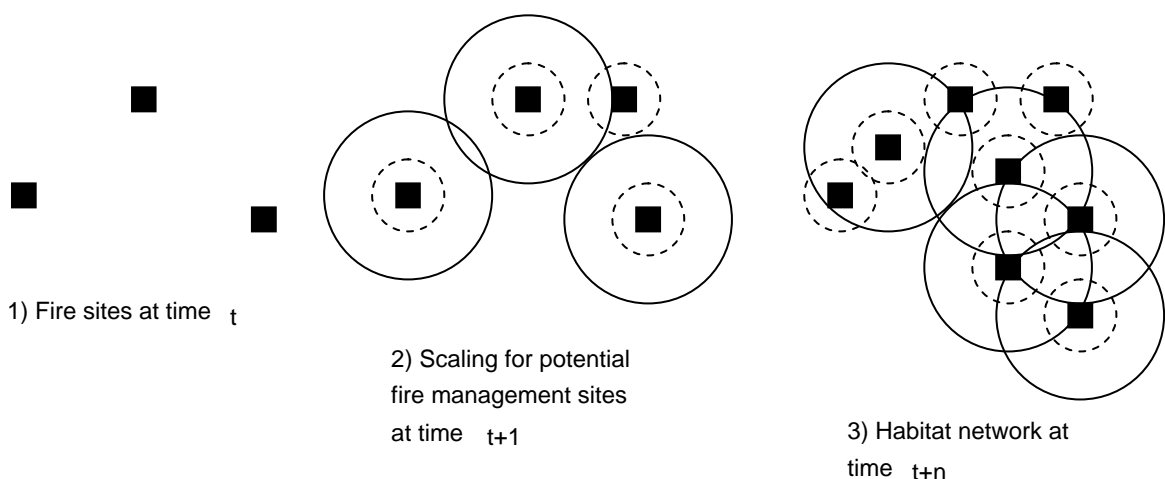 1) Fire sites at time t
2) Scaling for potential
fire management sites
at time t+1
3) Habitat network at
time t+n